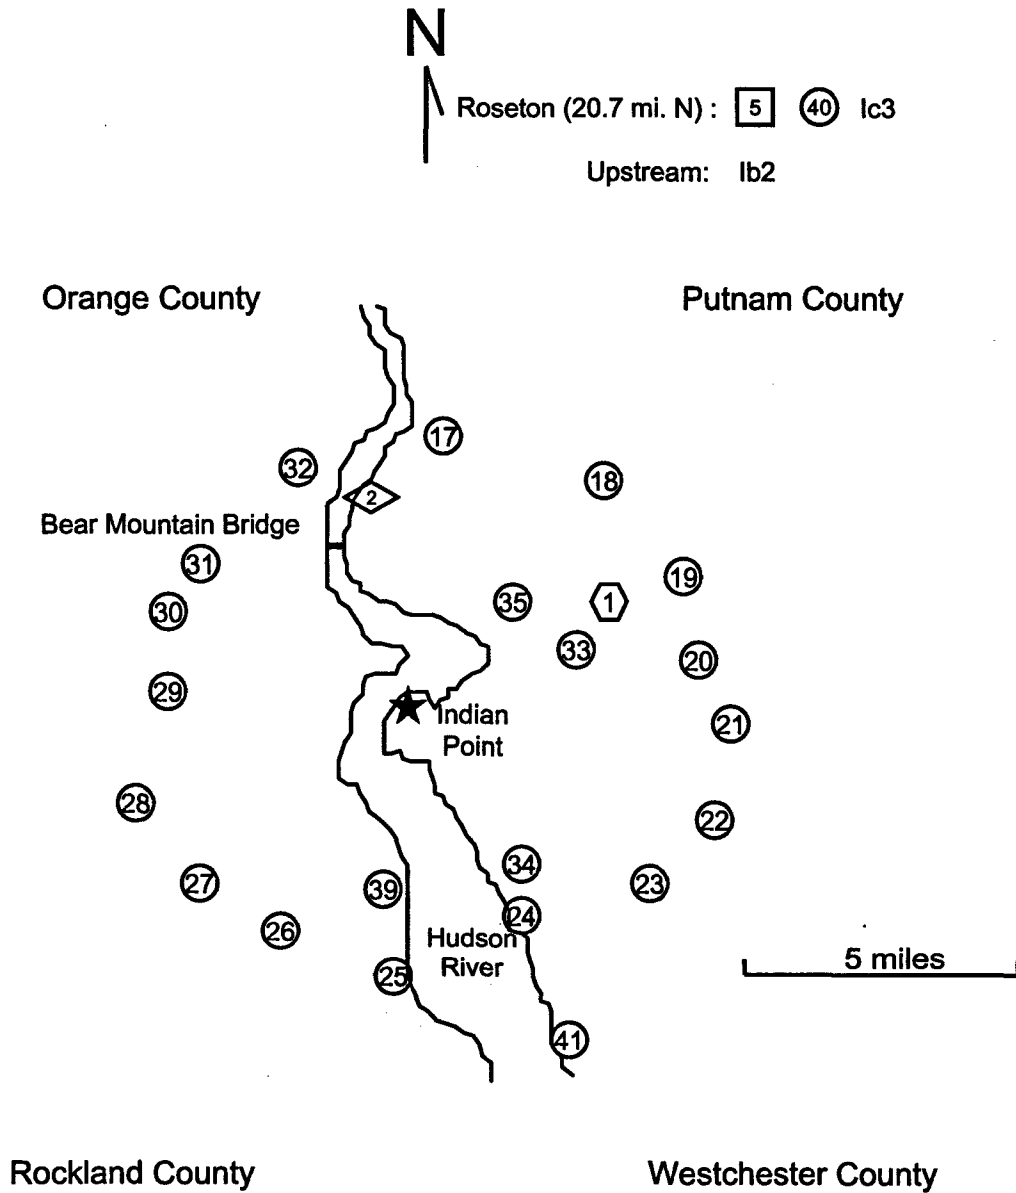 N
Roseton (20.7 mi. N) : 5 40 Ic3
Upstream: Ib2
Orange County
Putnam County
17
32
18
2
Bear Mountain Bridge
31
19
30
35
1
33
20
29
Indian
Point
21
28
22
34
27
39
23
24
26
Hudson
River
25
5 miles
41
Rockland County
Westchester County